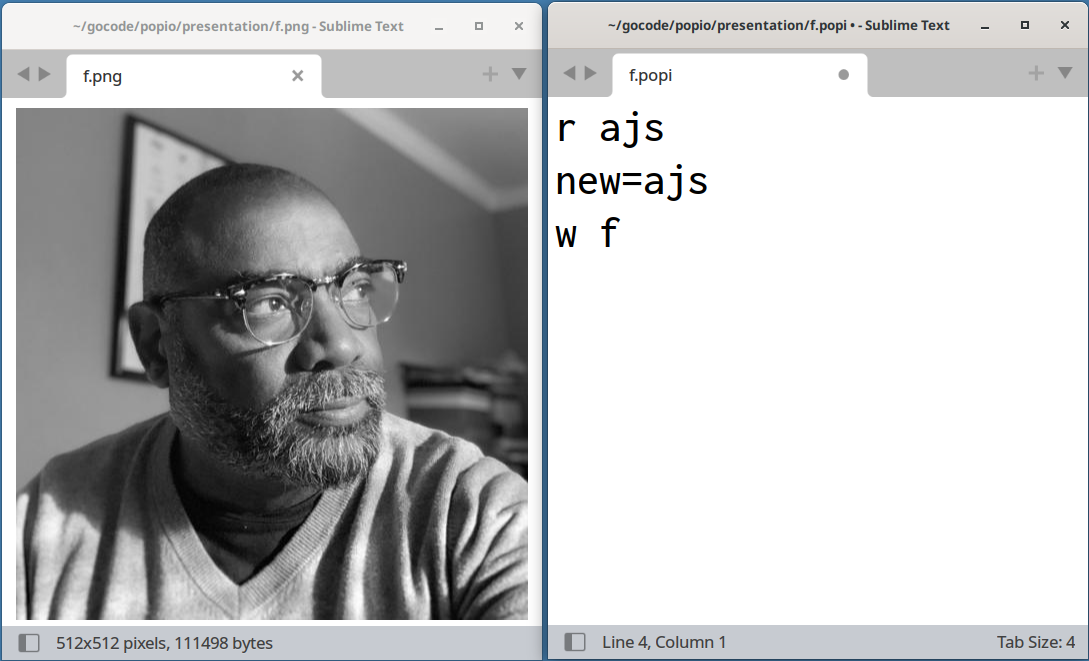 ~/gocode/popio/presentation/f.png - Sublime Text
f.png
512x512 pixels, 111498 bytes
~/gocode/popio/presentation/f.popi • - Sublime Text
f.popi
r ajs
new=ajs
w f
Line 4, Column 1
Tab Size: 4